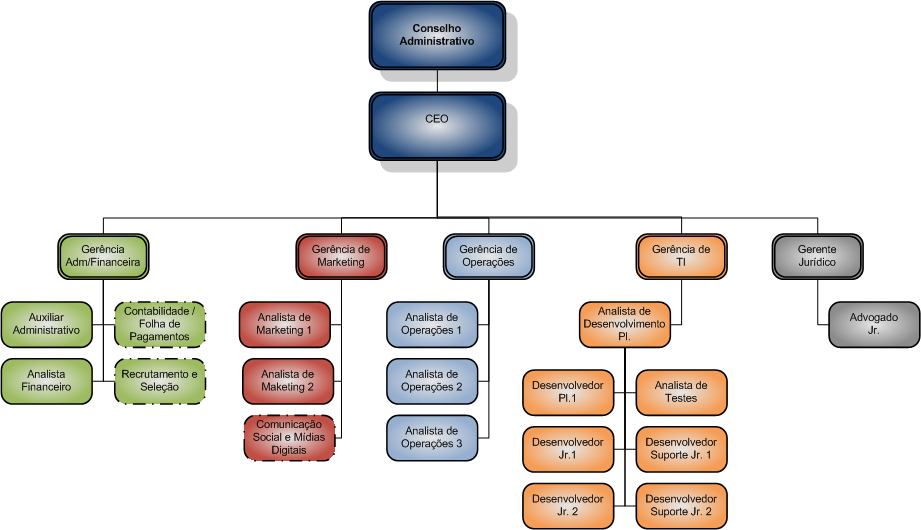 Conselho
Administrativo
CEO
Gerência
Adm/Financeira
Gerência de
Marketing
Gerência de
Operações
Gerência de
TI
Gerente
Jurídico
Auxiliar
Administrativo
Contabilidade /
Folha de
Pagamentos
Analista
Financeiro
Recrutamento e
Seleção
Analista de
Marketing 1
Analista de
Maketing 2
Comunicação
Social e Mídias
Digitais
Analista de
Operações 1
Analista de
Operações 2
Analista de
Operações 3
Analista de
Desenvolvimento
Pl.
Desenvolvedor
Pl.1
Analista de
Testes
Desenvolvedor
Jr.1
Desenvolvedor
Suporte Jr. 1
Desenvolvedor
Jr. 2
Desenvolvedor
Suporte Jr. 2
Advogado
Jr.